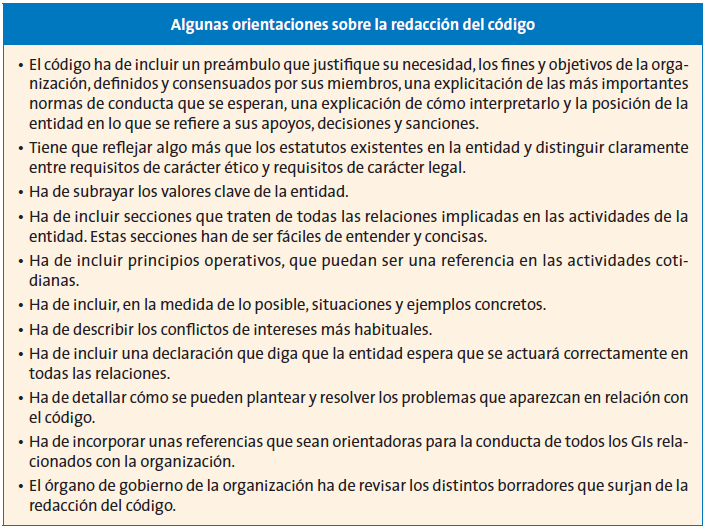 Algunas orientaciones sobre la redacción del código
• El código ha de incluir un preámbulo que justifique su necesidad, los fines y objetivos de la orga-
nización, definidos y consensuados por sus miembros, una explicitación de las más importantes
normas de conducta que se esperan, una explicación de cómo interpretarlo y la posición de la
entidad en lo que se refiere a sus apoyos, decisiones y sanciones.
• Tiene que reflejar algo más que los estatutos existentes en la entidad y distinguir claramente
entre requisitos de carácter ético y requisitos de carácter legal.
• Ha de subrayar los valores clave de la entidad.
• Ha de incluir secciones que traten de todas las relaciones implicadas en las actividades de la
entidad. Estas secciones han de ser fáciles de entender y concisas.
• Ha de incluir principios operativos, que puedan ser una referencia en las actividades coti-
dianas.
• Ha de incluir, en la medida de lo posible, situaciones y ejemplos concretos.
• Ha de describir los conflictos de intereses más habituales.
• Ha de incluir una declaración que diga que la entidad espera que se actuará correctamente en
todas las relaciones.
• Ha de detallar cómo se pueden plantear y resolver los problemas que aparezcan en relación con
el código.
• Ha de incorporar unas referencias que sean orientadoras para la conducta de todos los GIs rela-
cionados con la organización.
• El órgano de gobierno de la organización ha de revisar los distintos borradores que surjan de la
redacción del código.